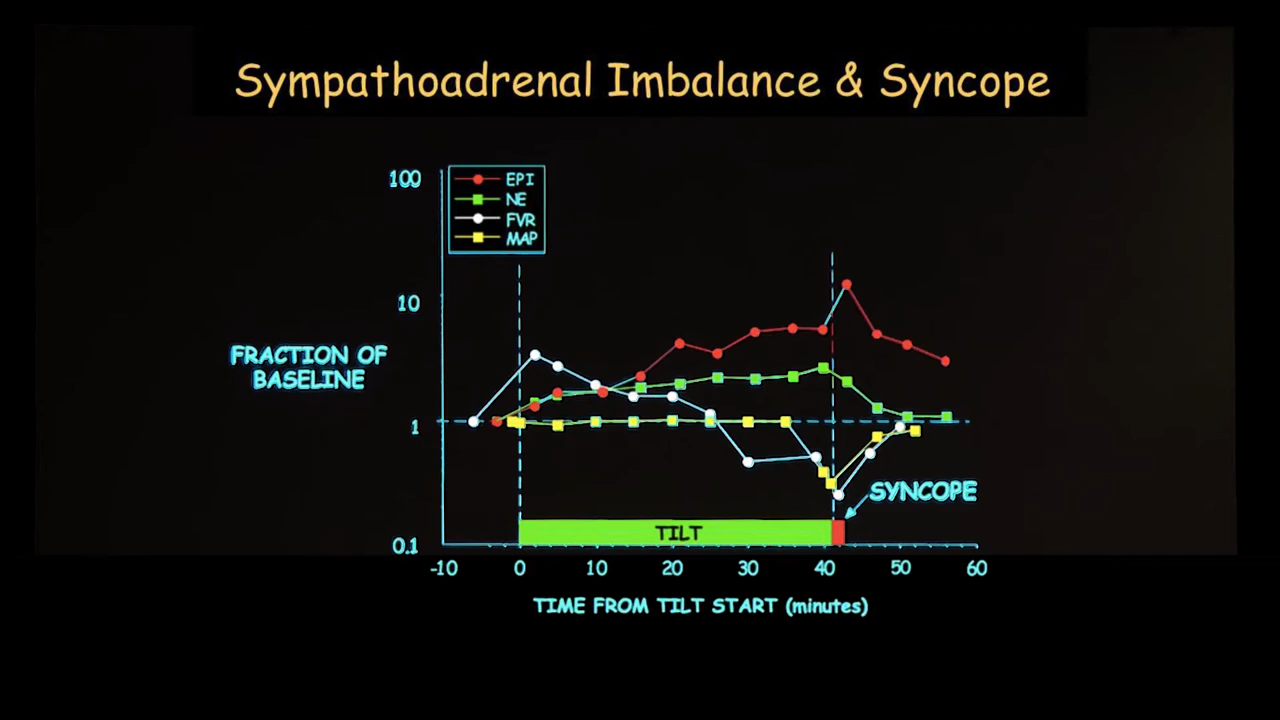 Sympathoadrenal Imbalance & Syncope
100
10
1
0.1
EPI
NE
FVR
MAP
FRACTION OF
BASELINE
SYNCOPE
TILT
-10 0 10 20 30 40 50 60
TIME FROM TILT START (minutes)